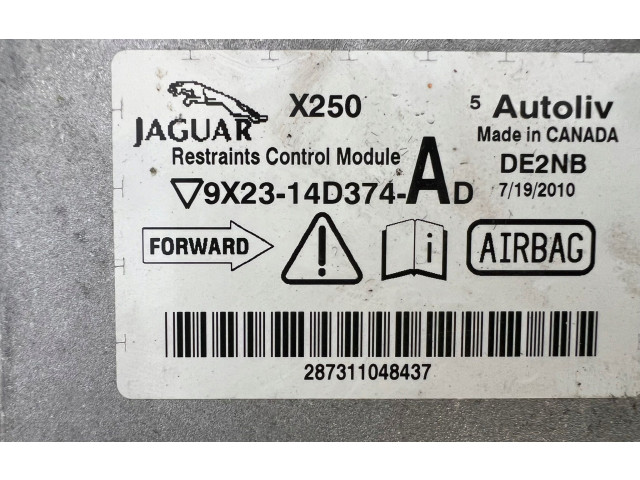 JAGUAR X250
5 Autoliv
Made in CANADA
Restraints Control Module
DE2NB
9X23-14D374-AD
7/19/2010
FORWARD
! i
AIRBAG
287311048437